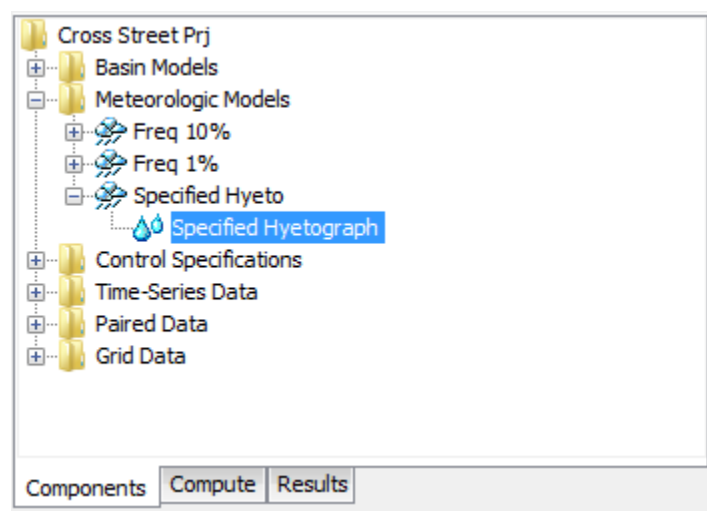 Cross Street Prj
Basin Models
Meteorologic Models
Freq 10%
Freq 1%
Specified Hyeto
Specified Hyetograph
Control Specifications
Time-Series Data
Paired Data
Grid Data
Components Compute Results